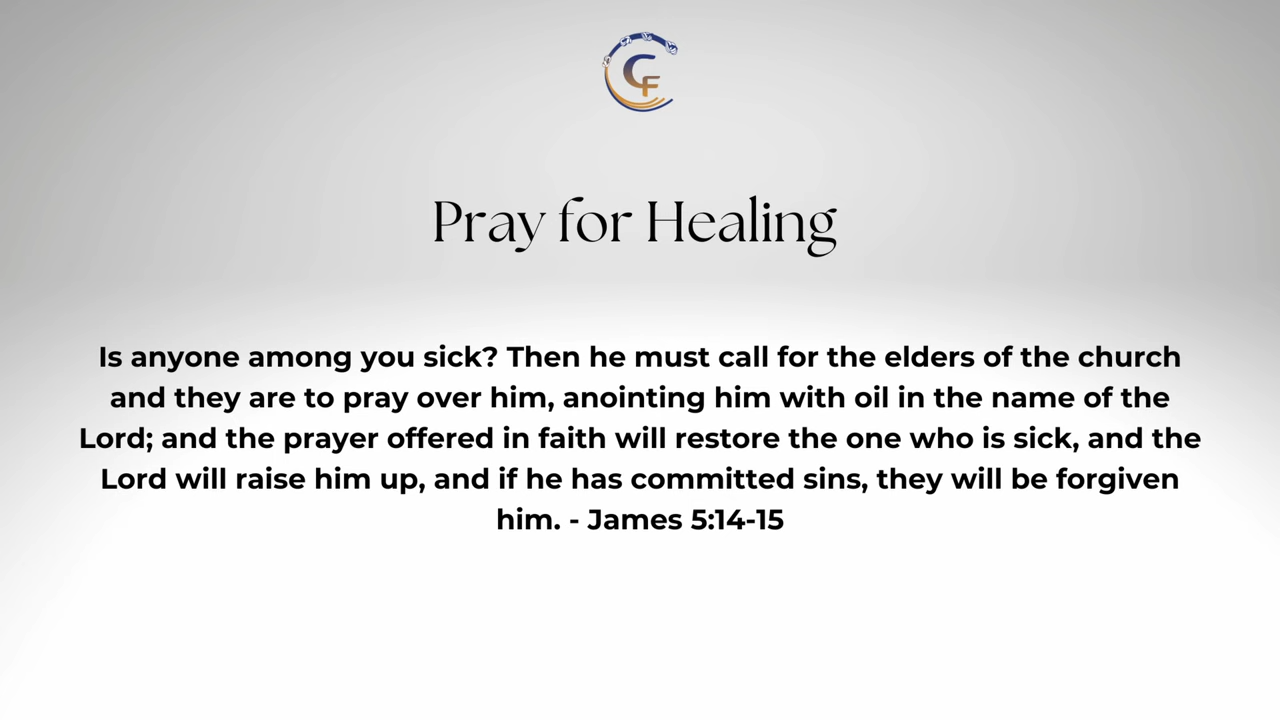 CF
Pray for Healing
Is anyone among you sick? Then he must call for the elders of the church
and they are to pray over him, anointing him with oil in the name of the
Lord; and the prayer offered in faith will restore the one who is sick, and the
Lord will raise him up, and if he has committed sins, they will be forgiven
him. - James 5:14-15